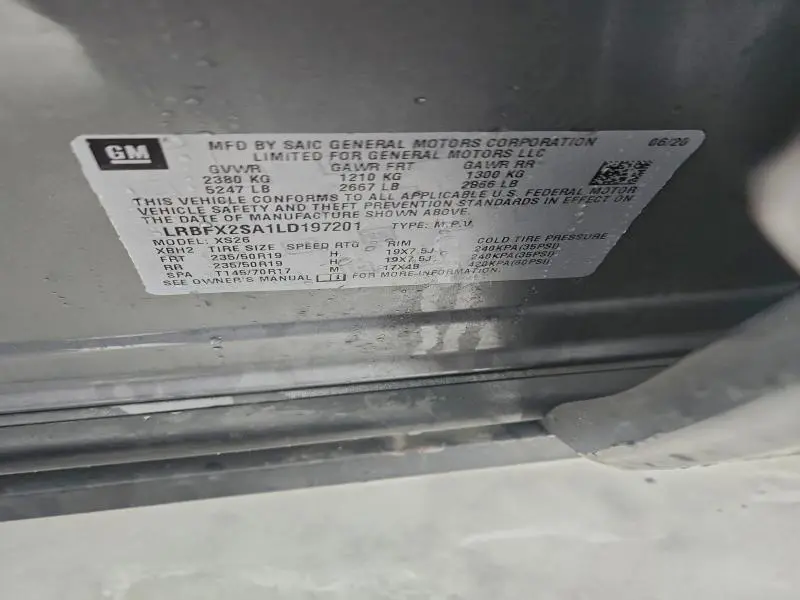 GM
MFD BY SAIC GENERAL MOTORS CORPORATION 06/20
LIMITED FOR GENERAL MOTORS LLC
GVWR GAWR FRT GAWR RR
2380 KG 1210 KG 1300 KG
5247 LB 2667 LB 2866 LB
THIS VEHICLE CONFORMS TO ALL APPLICABLE U.S. FEDERAL MOTOR
VEHICLE SAFETY AND THEFT PREVENTION STANDARDS IN EFFECT ON
THE DATE OF MANUFACTURE SHOWN ABOVE.
LRBFX2SA1LD197201 TYPE: M.P.V
MODEL: XS26
XBH2 TIRE SIZE SPEED RTG RIM COLD TIRE PRESSURE
FRT 235/50R19 H 19X7.5J 240KPA(35PSI)
RR 235/50R19 H 19X7.5J 240KPA(35PSI)
SPA T145/70R17 M 17X4B 420KPA(60PSI)
SEE OWNER'S MANUAL FOR MORE INFORMATION.